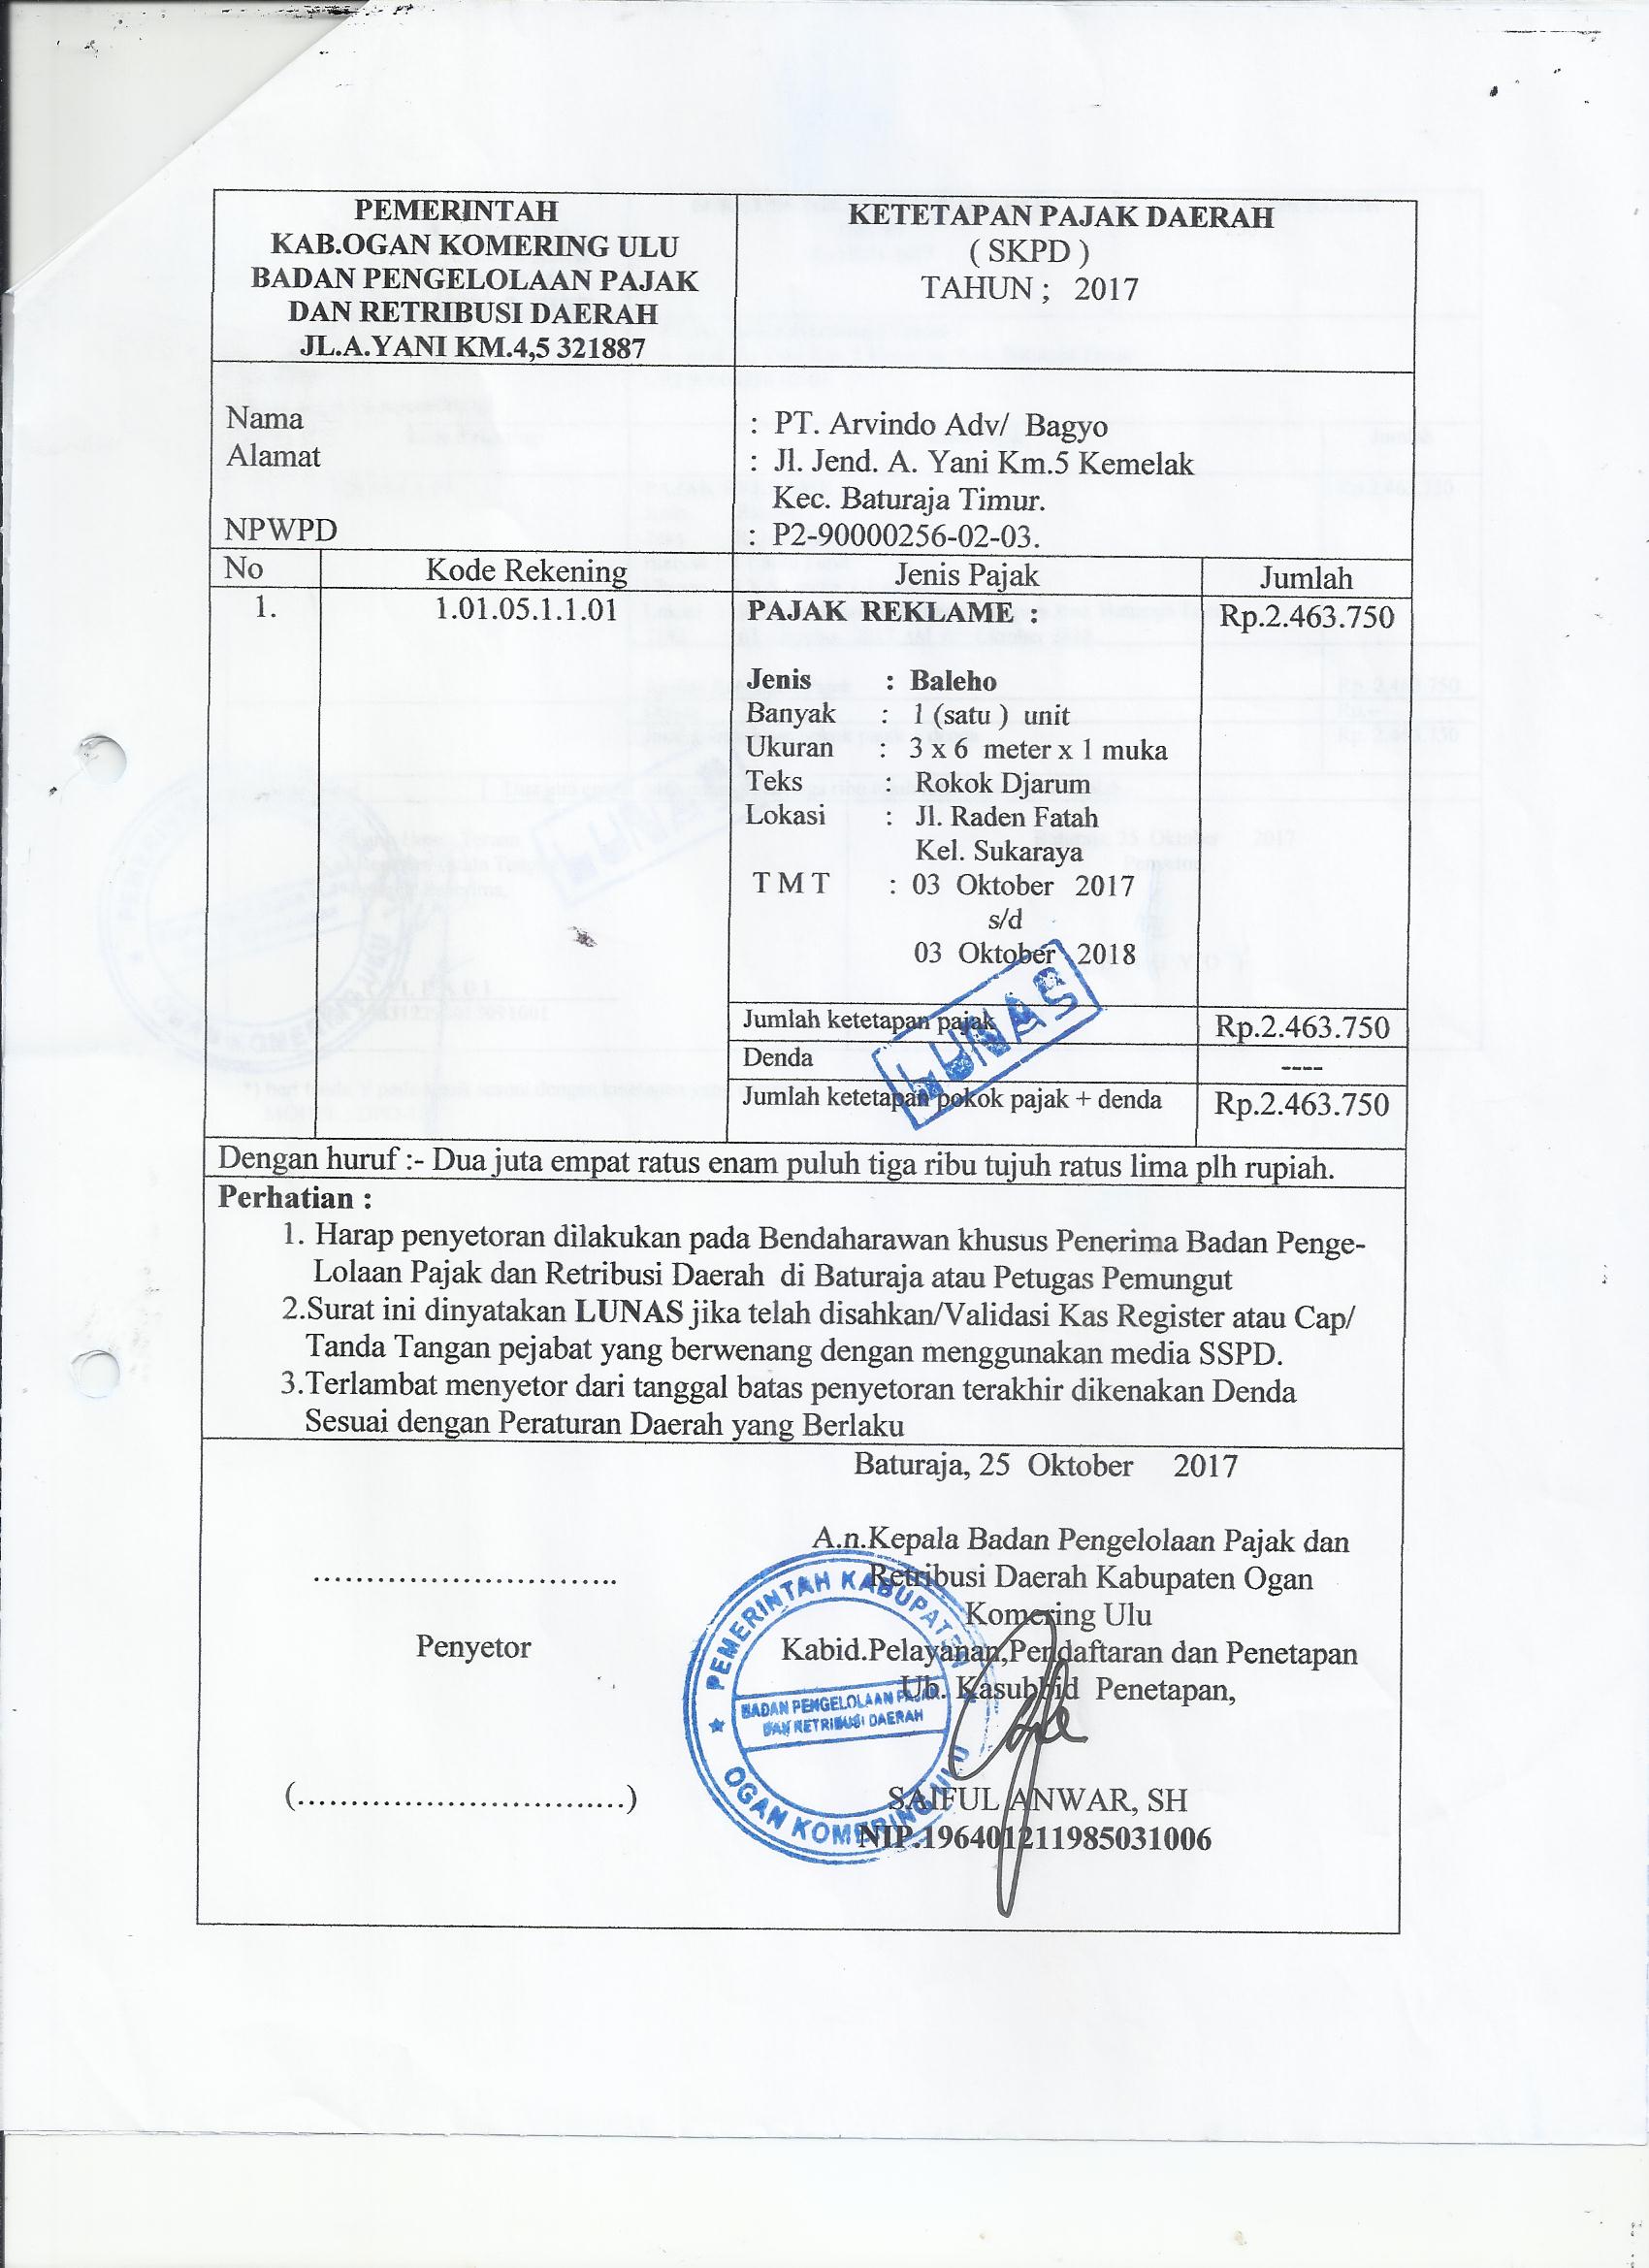 PEMERINTAH
KAB.OGAN KOMERING ULU
BADAN PENGELOLAAN PAJAK
DAN RETRIBUSI DAERAH
JL.A.YANI KM.4,5 321887
KETETAPAN PAJAK DAERAH
( SKPD )
TAHUN ; 2017
Nama : PT. Arvindo Adv/ Bagyo
Alamat : Jl. Jend. A. Yani Km.5 Kemelak
Kec. Baturaja Timur.
NPWPD : P2-90000256-02-03.
No Kode Rekening Jenis Pajak Jumlah
1. 1.01.05.1.1.01 PAJAK REKLAME : Rp.2.463.750
Jenis : Baleho
Banyak : 1 (satu ) unit
Ukuran : 3 x 6 meter x 1 muka
Teks : Rokok Djarum
Lokasi : Jl. Raden Fatah
Kel. Sukaraya
T M T : 03 Oktober 2017
s/d
03 Oktober 2018
LUNAS
Jumlah ketetapan pajak Rp.2.463.750
Denda ----
Jumlah ketetapan pokok pajak + denda Rp.2.463.750
Dengan huruf :- Dua juta empat ratus enam puluh tiga ribu tujuh ratus lima plh rupiah.
Perhatian :
1. Harap penyetoran dilakukan pada Bendaharawan khusus Penerima Badan Penge-
Lolaan Pajak dan Retribusi Daerah di Baturaja atau Petugas Pemungut
2.Surat ini dinyatakan LUNAS jika telah disahkan/Validasi Kas Register atau Cap/
Tanda Tangan pejabat yang berwenang dengan menggunakan media SSPD.
3.Terlambat menyetor dari tanggal batas penyetoran terakhir dikenakan Denda
Sesuai dengan Peraturan Daerah yang Berlaku
Baturaja, 25 Oktober 2017
A.n.Kepala Badan Pengelolaan Pajak dan
Retribusi Daerah Kabupaten Ogan
Komering Ulu
Kabid.Pelayanan,Pendaftaran dan Penetapan
Ub. Kasubbid Penetapan,
..............................
Penyetor
(...............................)
PEMERINTAH KABUPATEN
BADAN PENGELOLAAN PAJAK
DAN RETRIBUSI DAERAH
OGAN KOMERING ULU
SAIFUL ANWAR, SH
NIP.196401211985031006